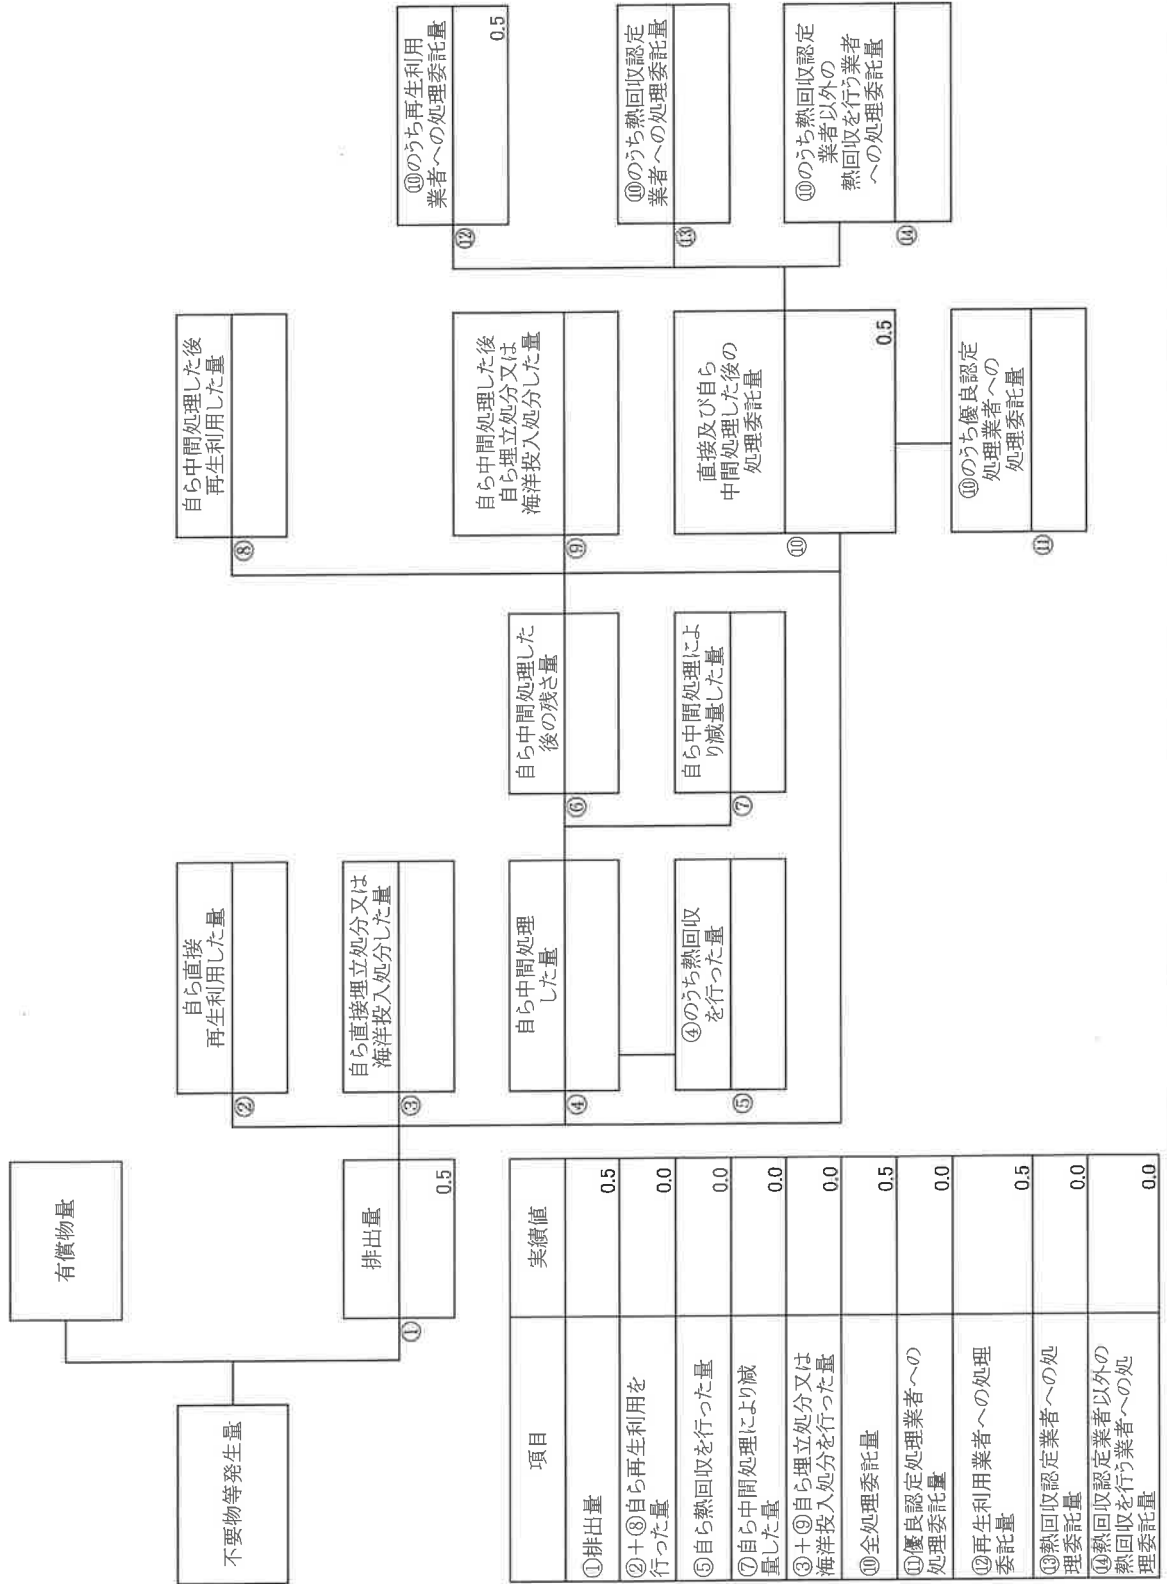 不要物等発生量
有償物量
①
排出量
0.5
②
自ら直接
再生利用した量
③
自ら直接埋立処分又は
海洋投入処分した量
④
自ら中間処理
した量
⑤
④のうち熱回収
を行った量
⑥
自ら中間処理した
後の残さ量
⑦
自ら中間処理によ
り減量した量
⑧
自ら中間処理した後
再生利用した量
⑨
自ら中間処理した後
自ら埋立処分又は
海洋投入処分した量
⑩
直接及び自ら
中間処理した後の
処理委託量
0.5
⑪
⑩のうち優良認定
処理業者への
処理委託量
⑫
⑩のうち再生利用
業者への処理委託量
0.5
⑬
⑩のうち熱回収認定
業者への処理委託量
⑭
⑩のうち熱回収認定
業者以外の
熱回収を行う業者
への処理委託量
項目 実績値
①排出量 0.5
②+⑧自ら再生利用を
行った量 0.0
⑤自ら熱回収を行った量 0.0
⑦自ら中間処理により減
量した量 0.0
③+⑨自ら埋立処分又は
海洋投入処分を行った量 0.0
⑩全処理委託量 0.5
⑪優良認定処理業者への
処理委託量 0.0
⑫再生利用業者への処理
委託量 0.5
⑬熱回収認定業者への処
理委託量 0.0
⑭熱回収認定業者以外の
熱回収を行う業者への処
理委託量 0.0